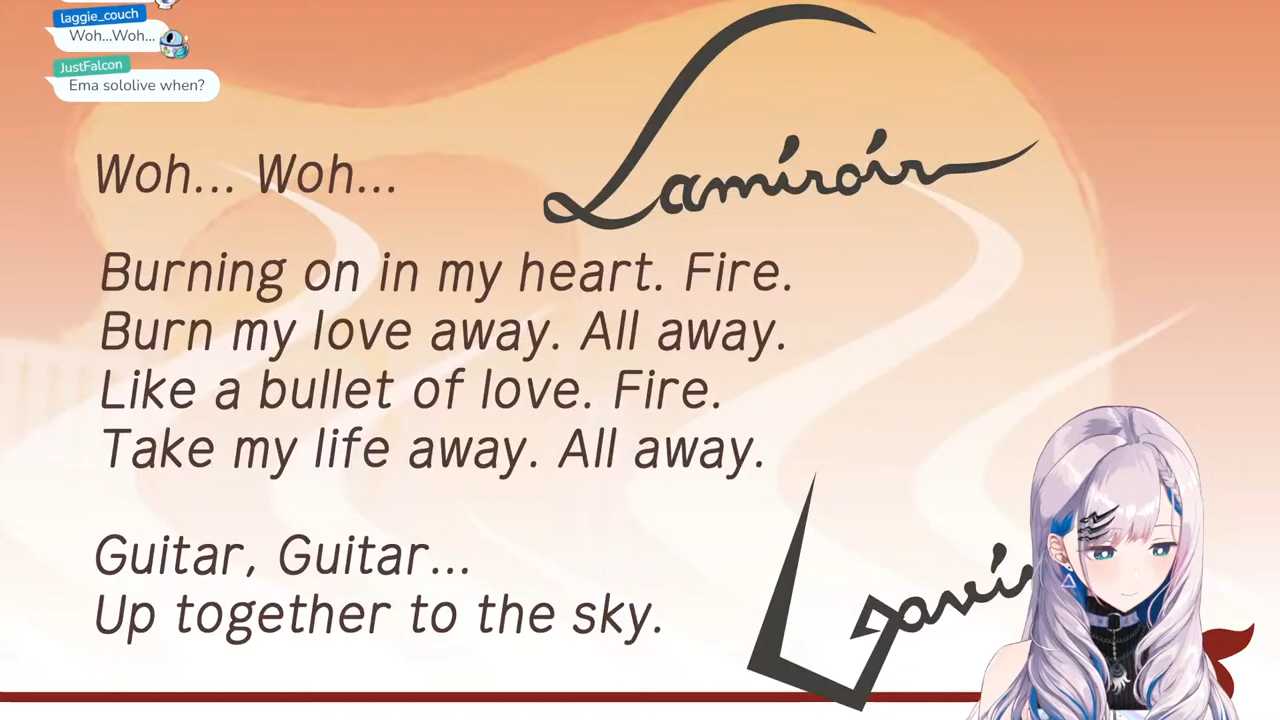 laggie_couch
Woh...Woh...
JustFalcon
Ema sololive when?
Lamiroir
Woh... Woh...
Burning on in my heart. Fire.
Burn my love away. All away.
Like a bullet of love. Fire.
Take my life away. All away.
Guitar, Guitar...
Up together to the sky.